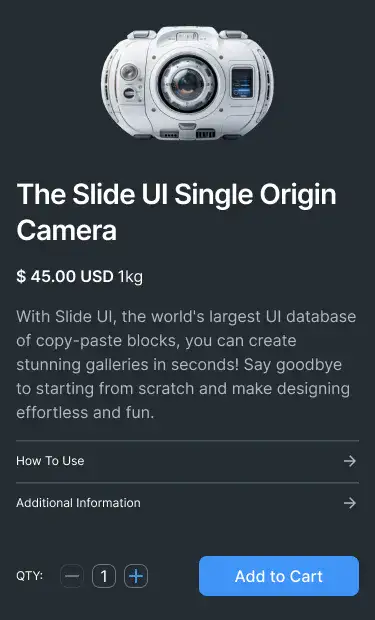 The Slide UI Single Origin
Camera
$ 45.00 USD 1kg
With Slide UI, the world's largest UI database
of copy-paste blocks, you can create
stunning galleries in seconds! Say goodbye
to starting from scratch and make designing
effortless and fun.
How To Use
Additional Information
QTY: 1 Add to Cart